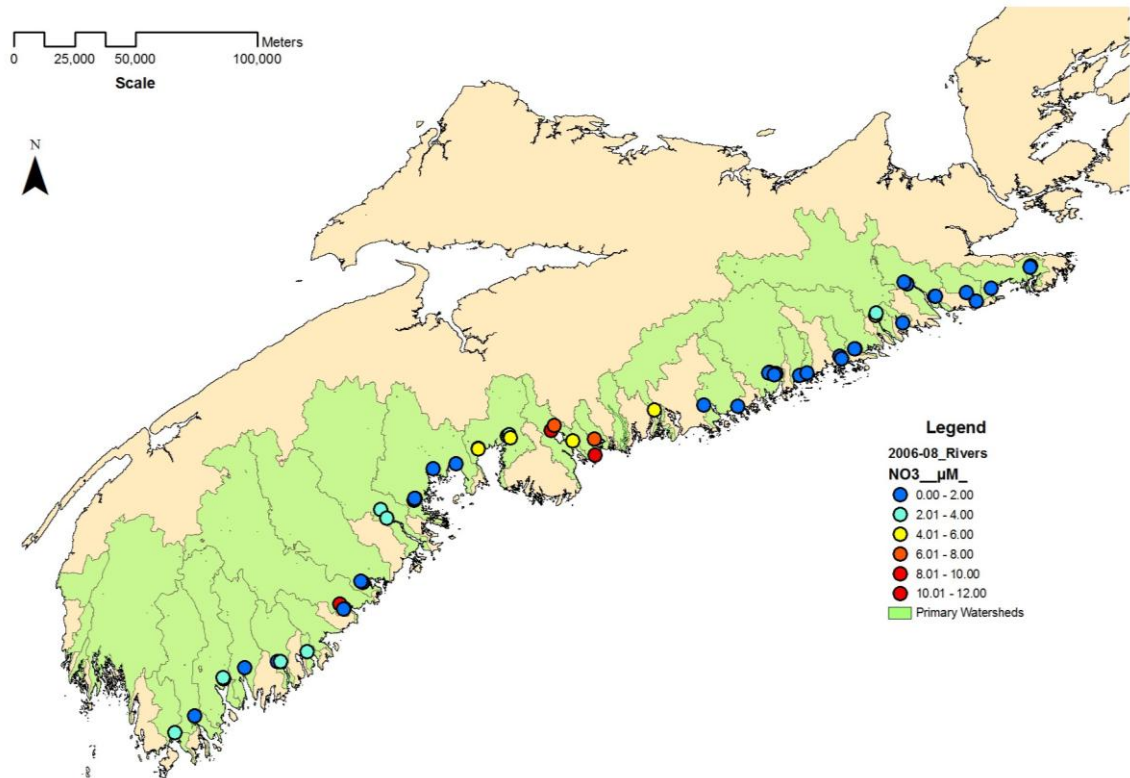 Meters
0 25,000 50,000 100,000
Scale
N
Legend
2006-08_Rivers
NO3__µM_
0.00 - 2.00
2.01 - 4.00
4.01 - 6.00
6.01 - 8.00
8.01 - 10.00
10.01 - 12.00
Primary Watersheds